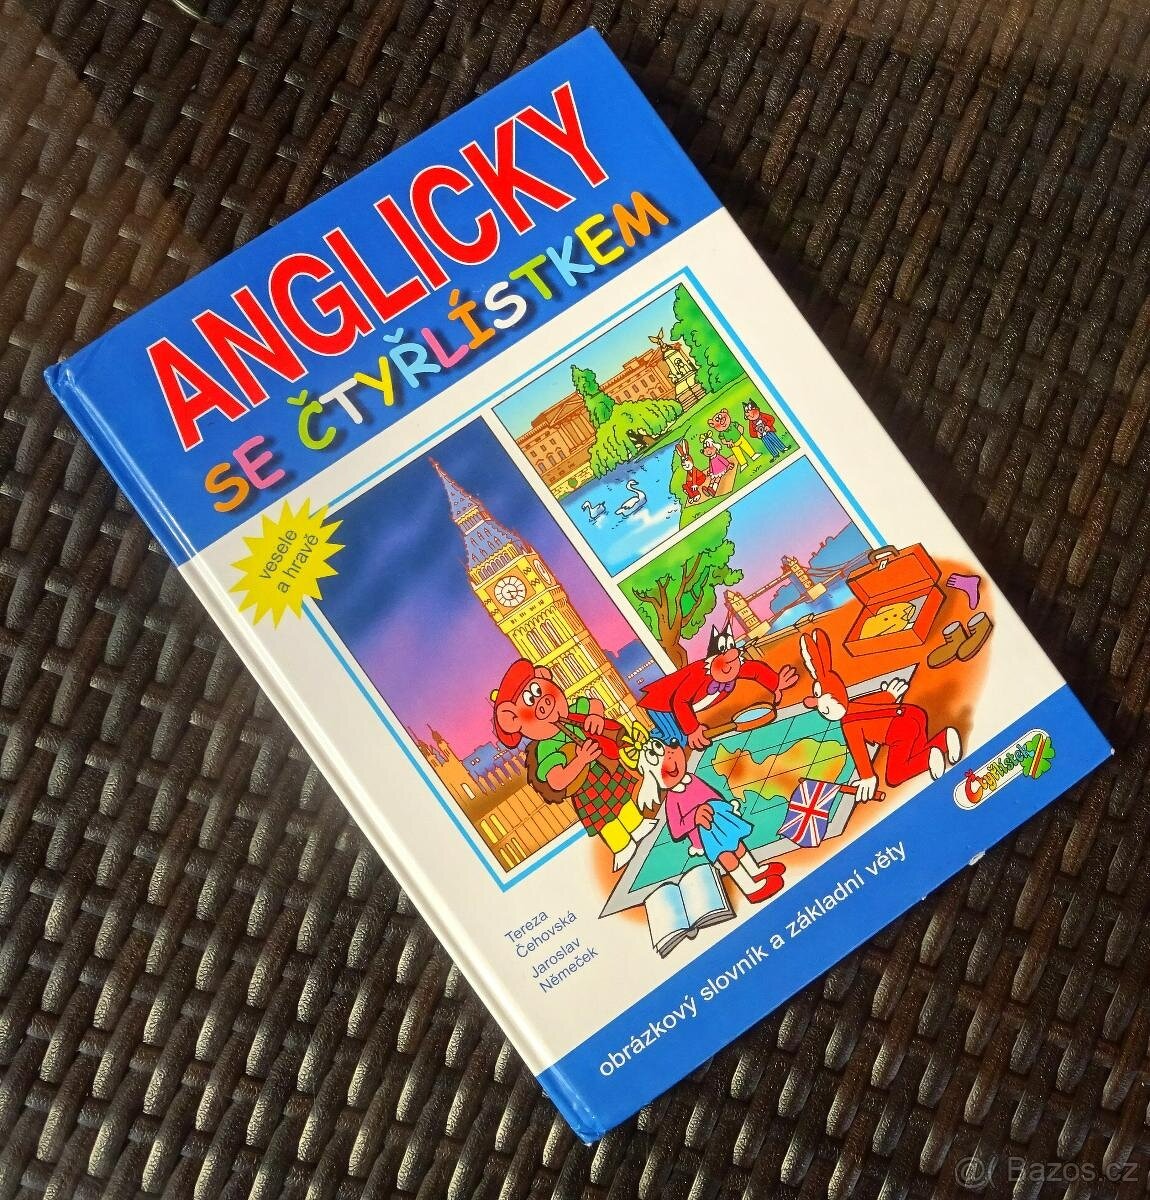 ANGLICKY
SE ČTYŘLÍSTKEM
vesele
a hravě
Tereza
Čehovská
Jaroslav
Němeček
Čtyřlístek
obrázkový slovník a základní věty
@ Bazos.cz